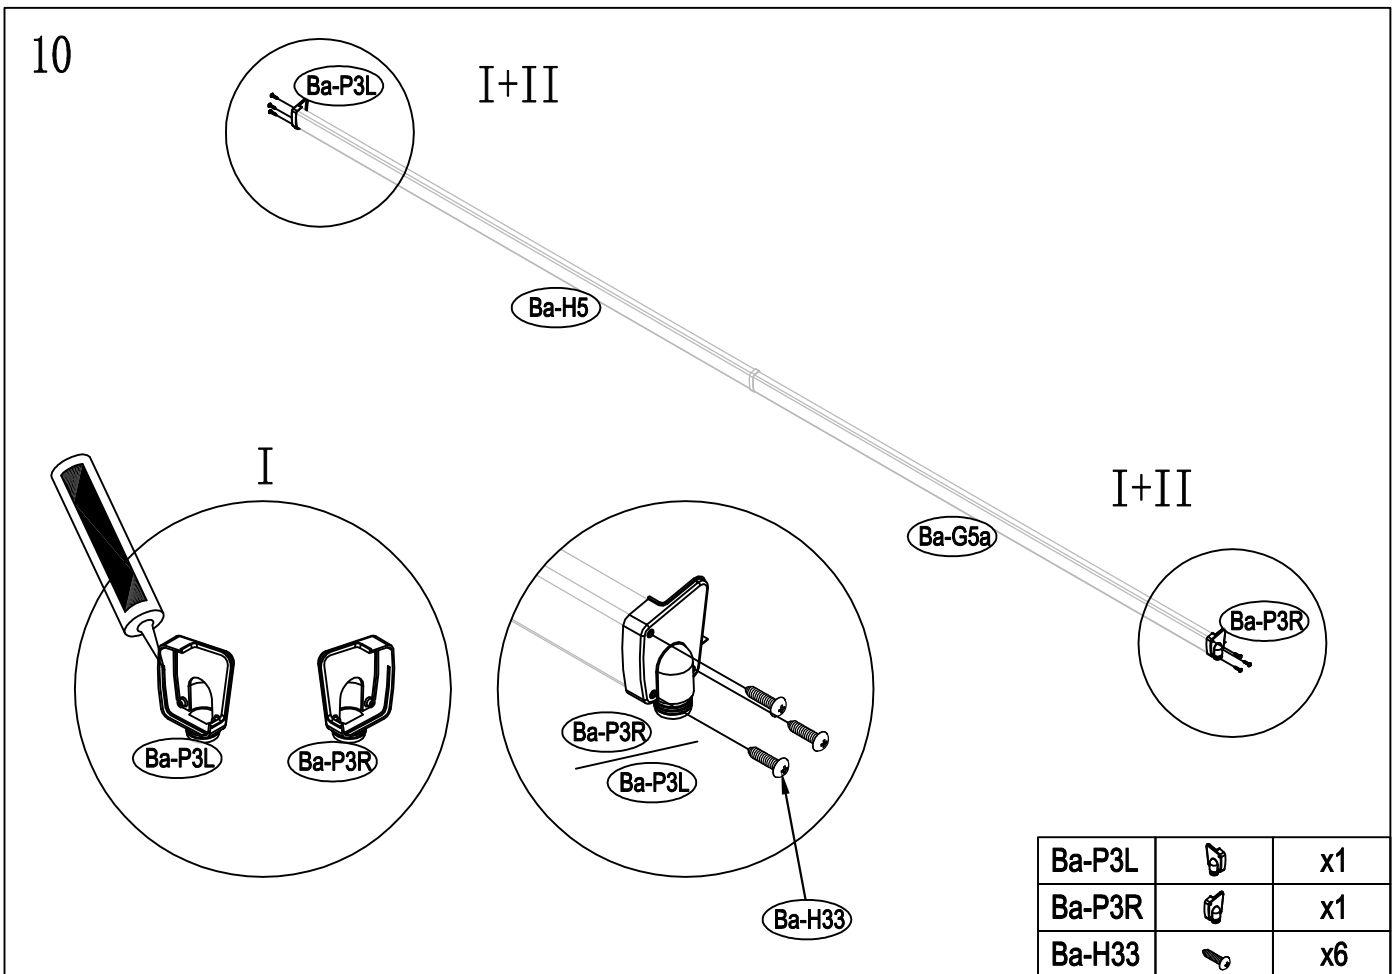 10
Ba-P3L
I+II
Ba-H5
I
I+II
Ba-G5a
Ba-P3R
Ba-P3L
Ba-P3R
Ba-P3R
Ba-P3L
Ba-H33
Ba-P3L x1
Ba-P3R x1
Ba-H33 x6